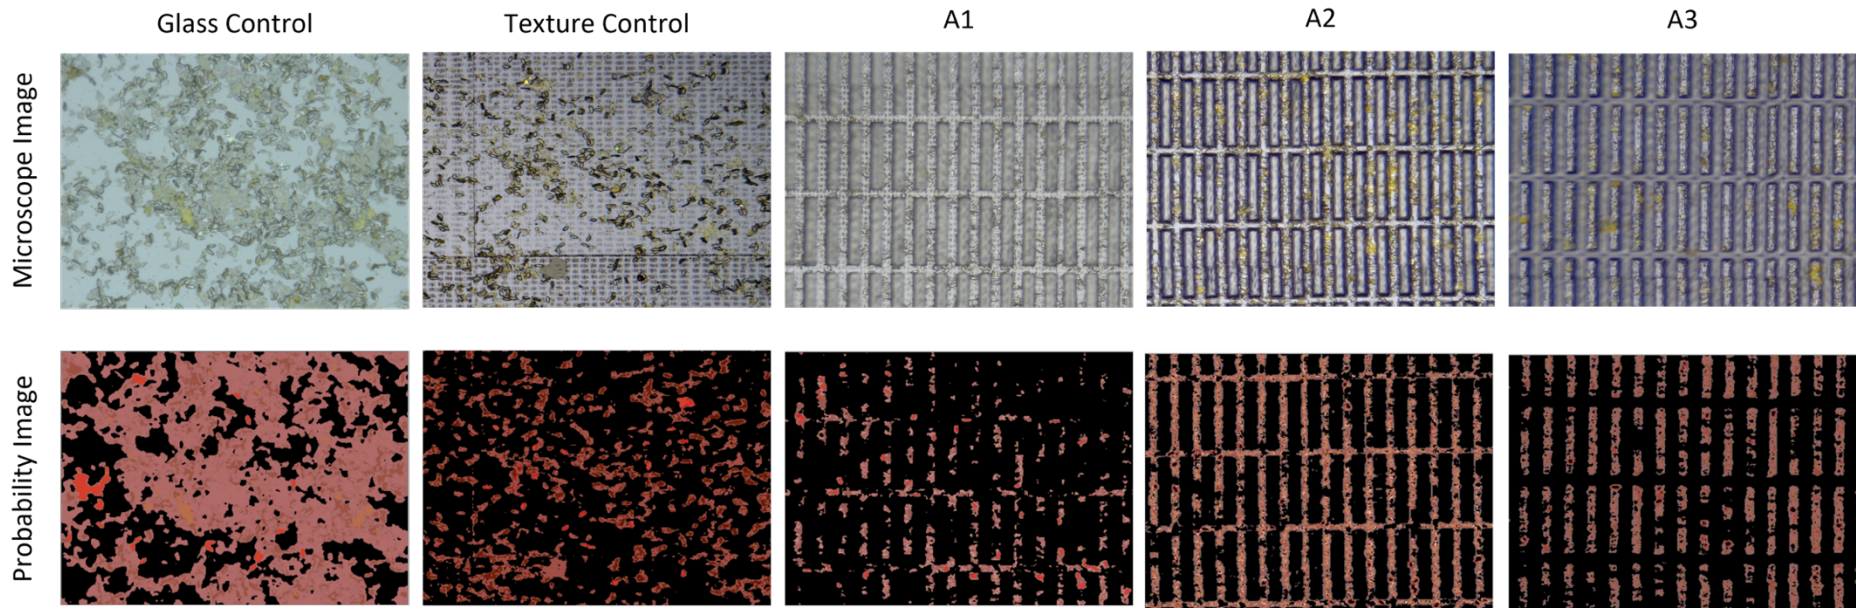 Glass Control
Texture Control
A1
A2
A3
Microscope Image
Probability Image